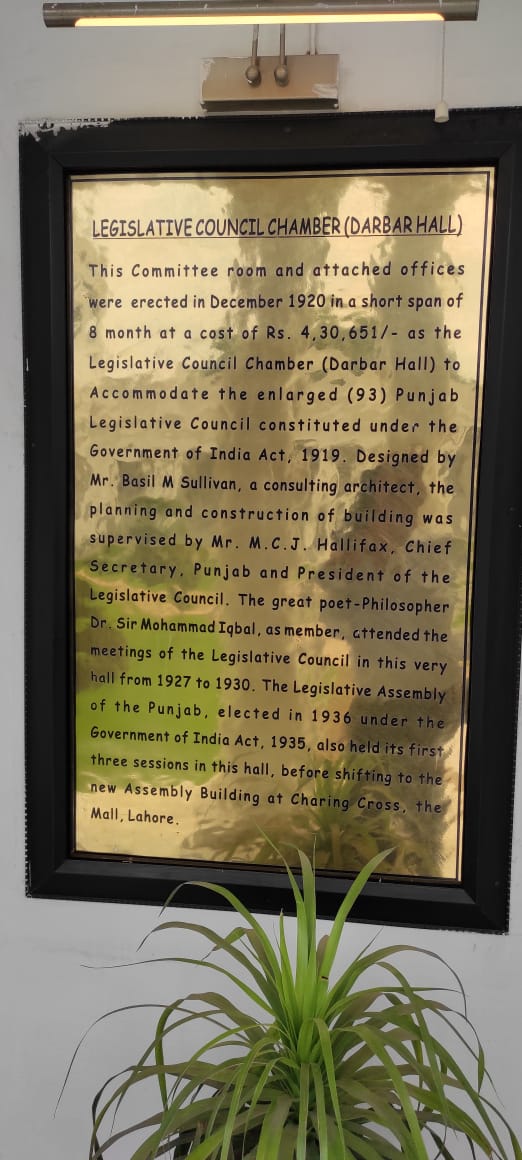 LEGISLATIVE COUNCIL CHAMBER (DARBAR HALL)
This Committee room and attached offices
were erected in December 1920 in a short span of
8 month at a cost of Rs. 4,30,651/- as the
Legislative Council Chamber (Darbar Hall) to
Accommodate the enlarged (93) Punjab
Legislative Council constituted under the
Government of India Act, 1919. Designed by
Mr. Basil M Sullivan, a consulting architect, the
planning and construction of building was
supervised by Mr. M.C.J. Hallifax, Chief
Secretary, Punjab and President of the
Legislative Council. The great poet-Philosopher
Dr. Sir Mohammad Iqbal, as member, attended the
meetings of the Legislative Council in this very
hall from 1927 to 1930. The Legislative Assembly
of the Punjab, elected in 1936 under the
Government of India Act, 1935, also held its first
three sessions in this hall, before shifting to the
new Assembly Building at Charing Cross, the
Mall, Lahore.